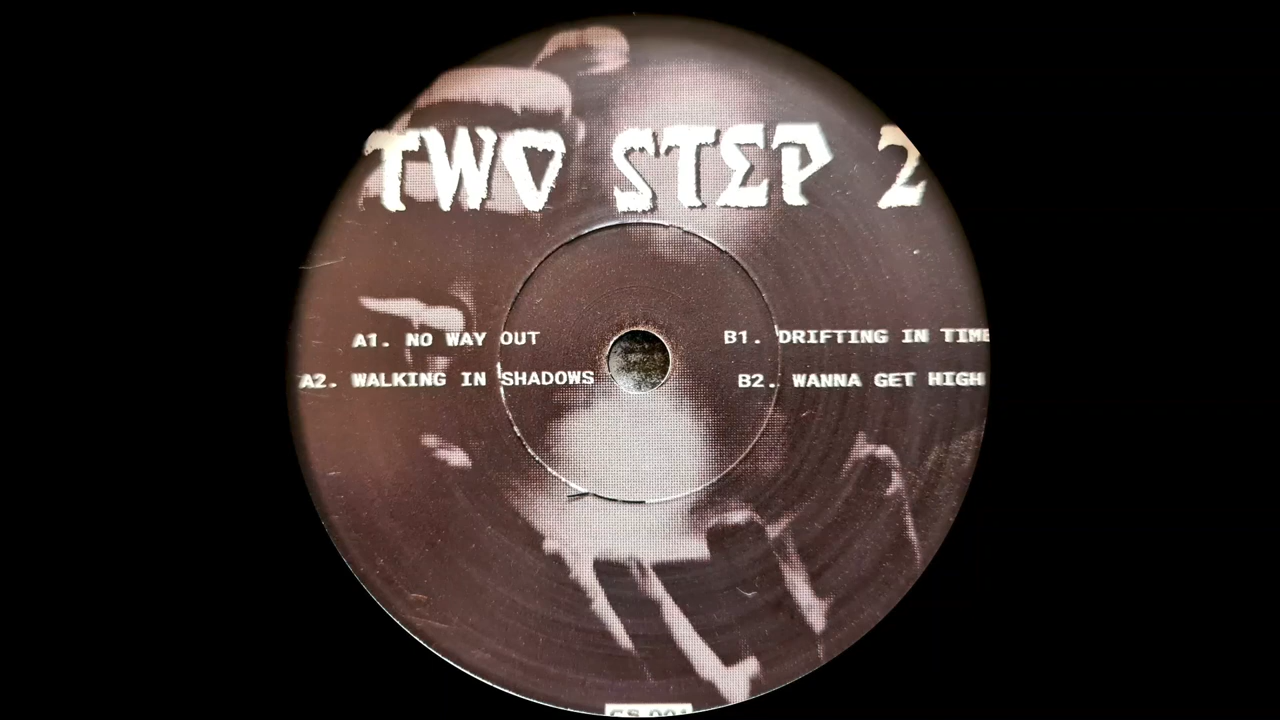 TWO STEP 2
A1. NO WAY OUT
B1. DRIFTING IN TIME
A2. WALKING IN SHADOWS
B2. WANNA GET HIGH